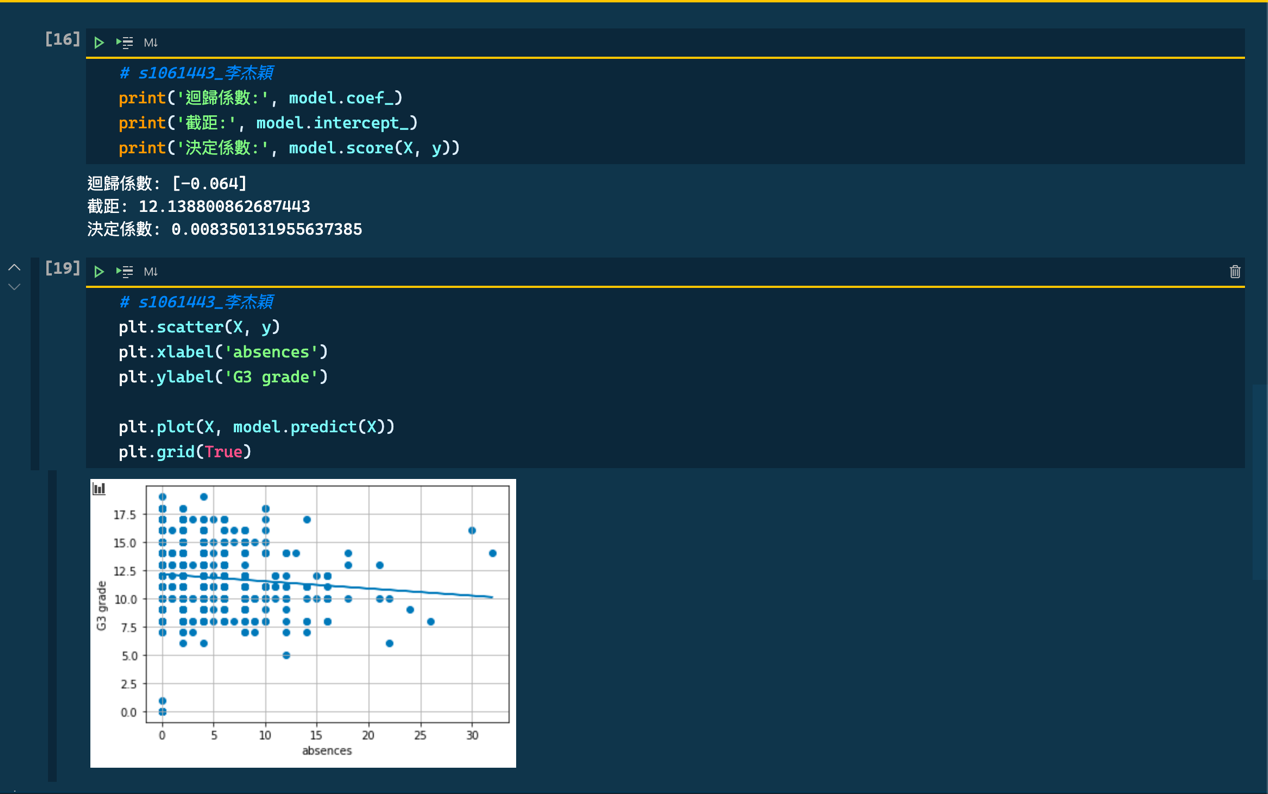 [16]
M↓
# s1061443_李杰穎
print('迴歸係數:', model.coef_)
print('截距:', model.intercept_)
print('決定係數:', model.score(X, y))
迴歸係數: [-0.064]
截距: 12.138800862687443
決定係數: 0.008350131955637385
[19]
M↓
# s1061443_李杰穎
plt.scatter(X, y)
plt.xlabel('absences')
plt.ylabel('G3 grade')
plt.plot(X, model.predict(X))
plt.grid(True)
17.5
15.0
12.5
10.0
7.5
5.0
2.5
0.0
G3 grade
0 5 10 15 20 25 30
absences